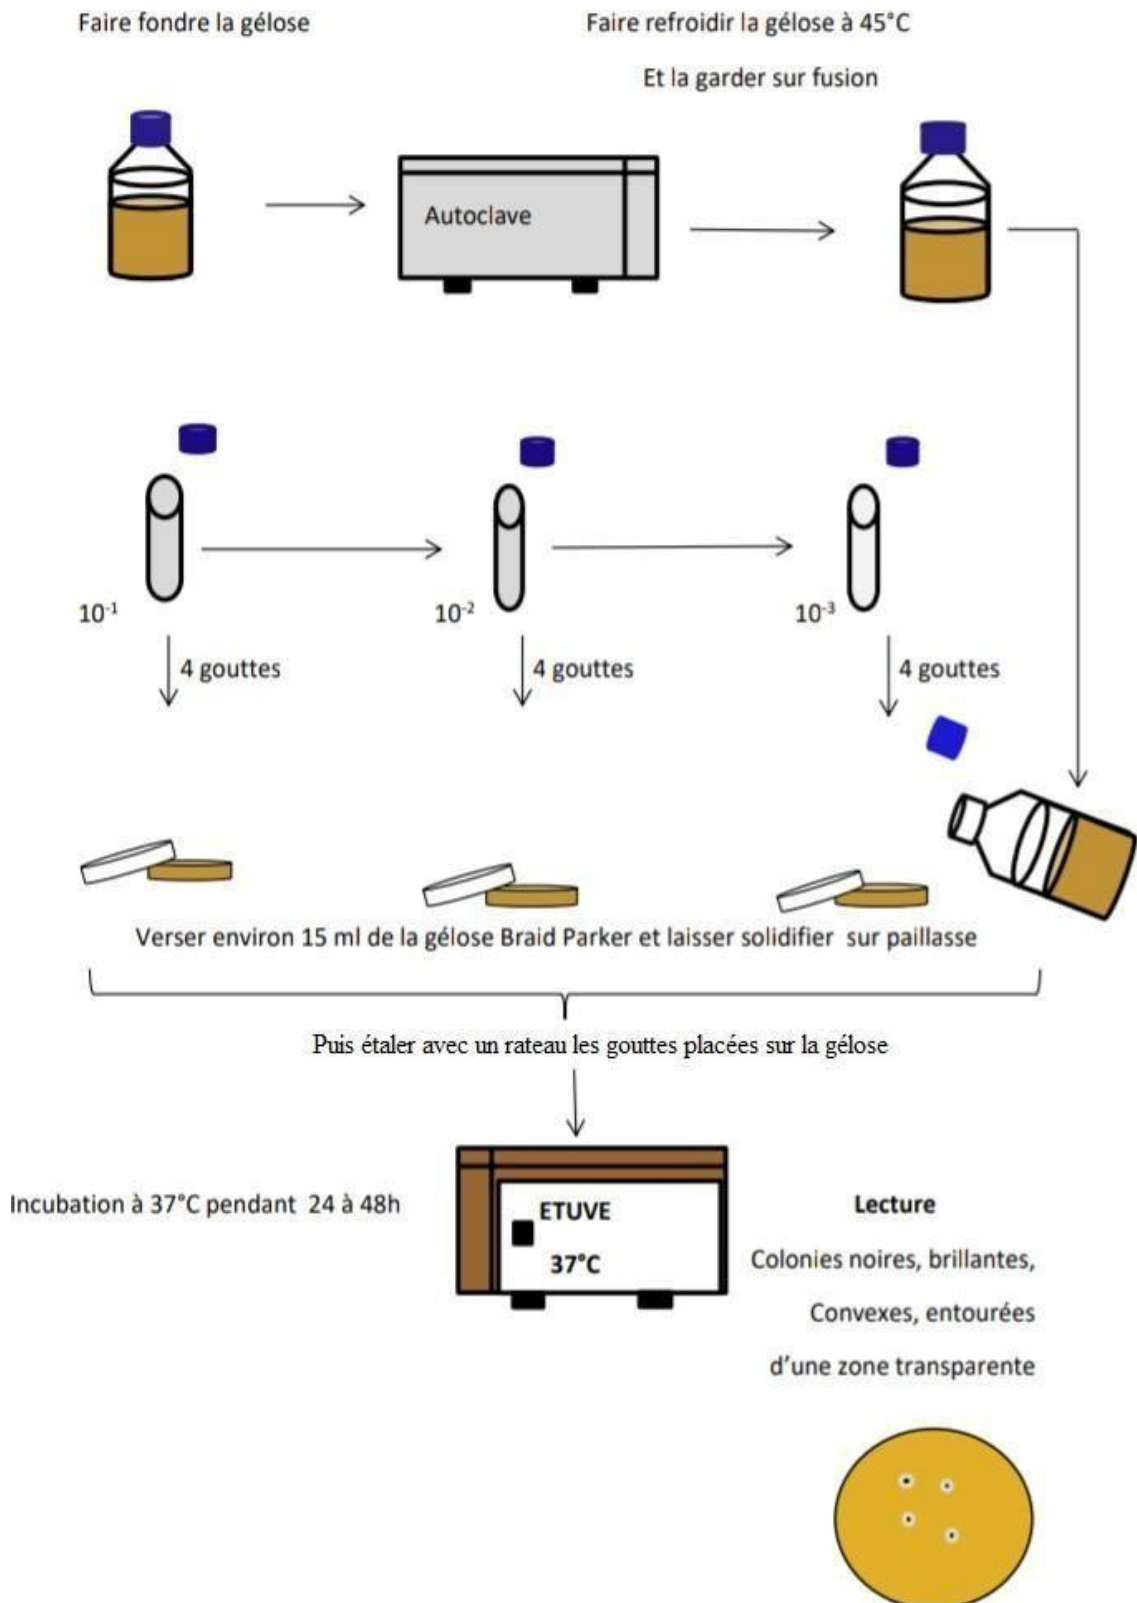 Faire fondre la gélose
Faire refroidir la gélose à 45°C
Et la garder sur fusion
Autoclave
10⁻¹
10⁻²
10⁻³
4 gouttes
4 gouttes
4 gouttes
Verser environ 15 ml de la gélose Braid Parker et laisser solidifier sur paillasse
Puis étaler avec un rateau les gouttes placées sur la gélose
Incubation à 37°C pendant 24 à 48h
ETUVE
37°C
Lecture
Colonies noires, brillantes,
Convexes, entourées
d’une zone transparente